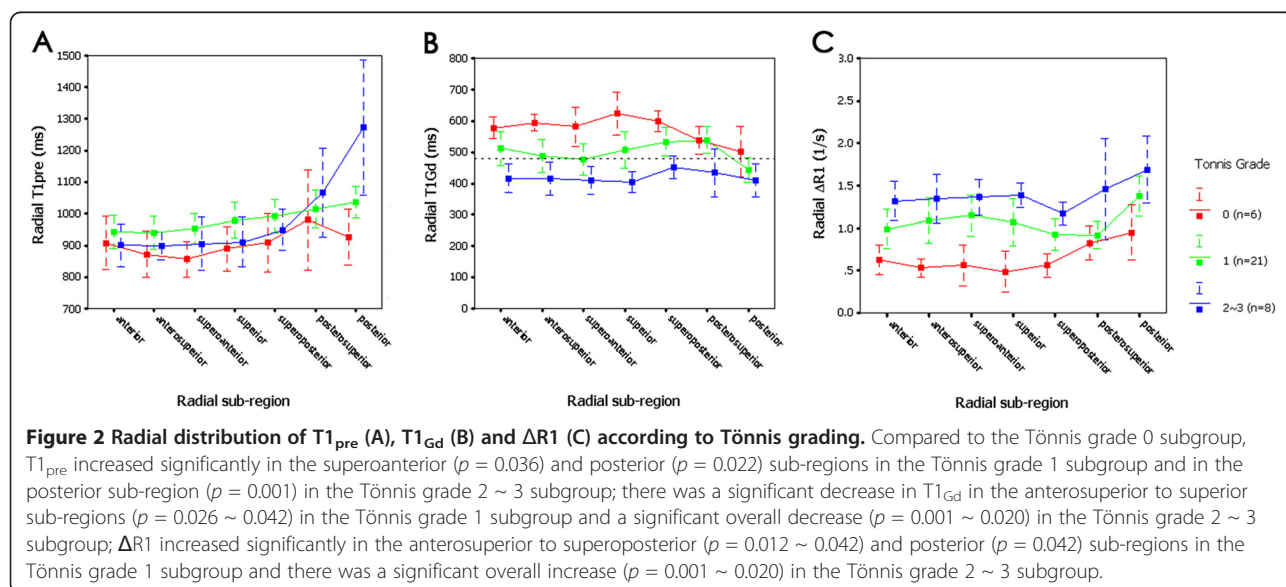 A
B
C
Radial T1pre (ms)
1500
1400
1300
1200
1100
1000
900
800
700
anterior
anterosuperior
superoanterior
superior
superoposterior
posterosuperior
posterior
Radial sub-region
Radial T1Gd (ms)
800
700
600
500
400
300
200
100
0
anterior
anterosuperior
superoanterior
superior
superoposterior
posterosuperior
posterior
Radial sub-region
Radial ΔR1 (1/s)
3.0
2.5
2.0
1.5
1.0
.5
0.0
anterior
anterosuperior
superoanterior
superior
superoposterior
posterosuperior
posterior
Radial sub-region
Tonnis Grade
0 (n=6)
1 (n=21)
2~3 (n=8)
Figure 2 Radial distribution of T1pre (A), T1Gd (B) and ΔR1 (C) according to Tönnis grading. Compared to the Tönnis grade 0 subgroup,
T1pre increased significantly in the superoanterior (p = 0.036) and posterior (p = 0.022) sub-regions in the Tönnis grade 1 subgroup and in the
posterior sub-region (p = 0.001) in the Tönnis grade 2 ~ 3 subgroup; there was a significant decrease in T1Gd in the anterosuperior to superior
sub-regions (p = 0.026 ~ 0.042) in the Tönnis grade 1 subgroup and a significant overall decrease (p = 0.001 ~ 0.020) in the Tönnis grade 2 ~ 3
subgroup; ΔR1 increased significantly in the anterosuperior to superoposterior (p = 0.012 ~ 0.042) and posterior (p = 0.042) sub-regions in the
Tönnis grade 1 subgroup and there was a significant overall increase (p = 0.001 ~ 0.020) in the Tönnis grade 2 ~ 3 subgroup.